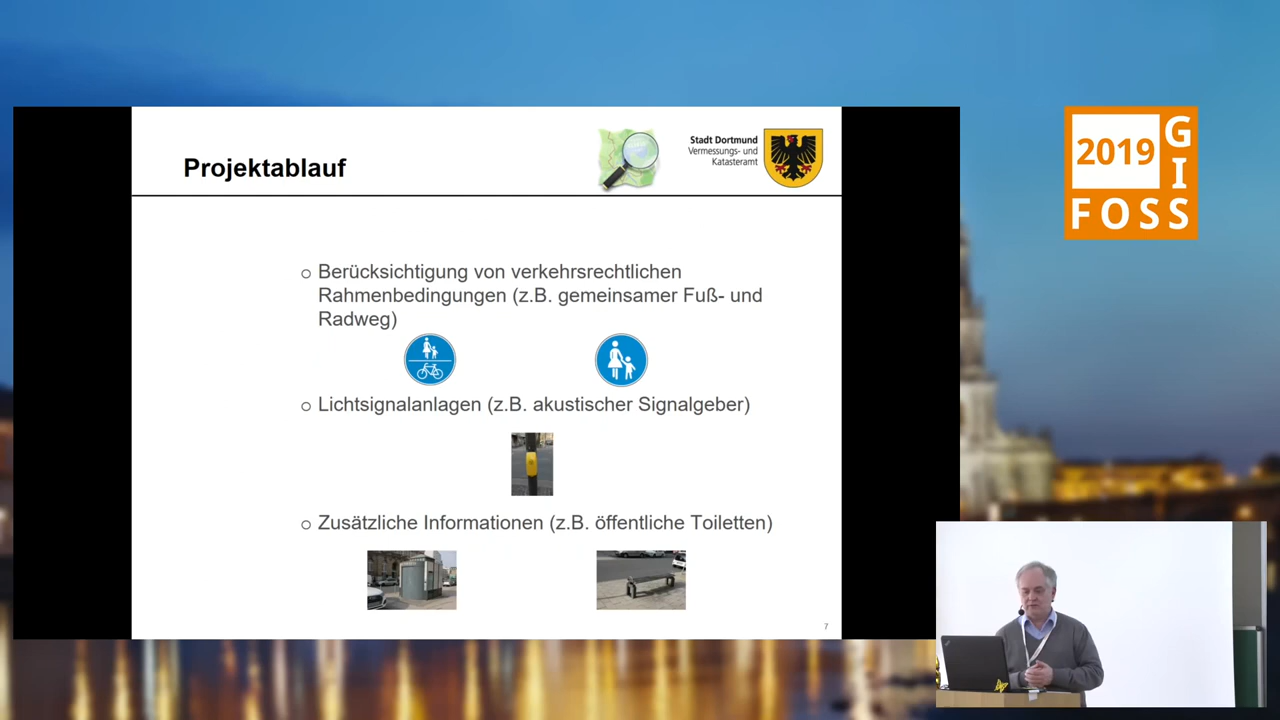 Projektablauf
Stadt Dortmund
Vermessungs- und
Katasteramt
2019
GIS
FOSS
Berücksichtigung von verkehrsrechtlichen
Rahmenbedingungen (z.B. gemeinsamer Fuß- und
Radweg)
Lichtsignalanlagen (z.B. akustischer Signalgeber)
Zusätzliche Informationen (z.B. öffentliche Toiletten)
7